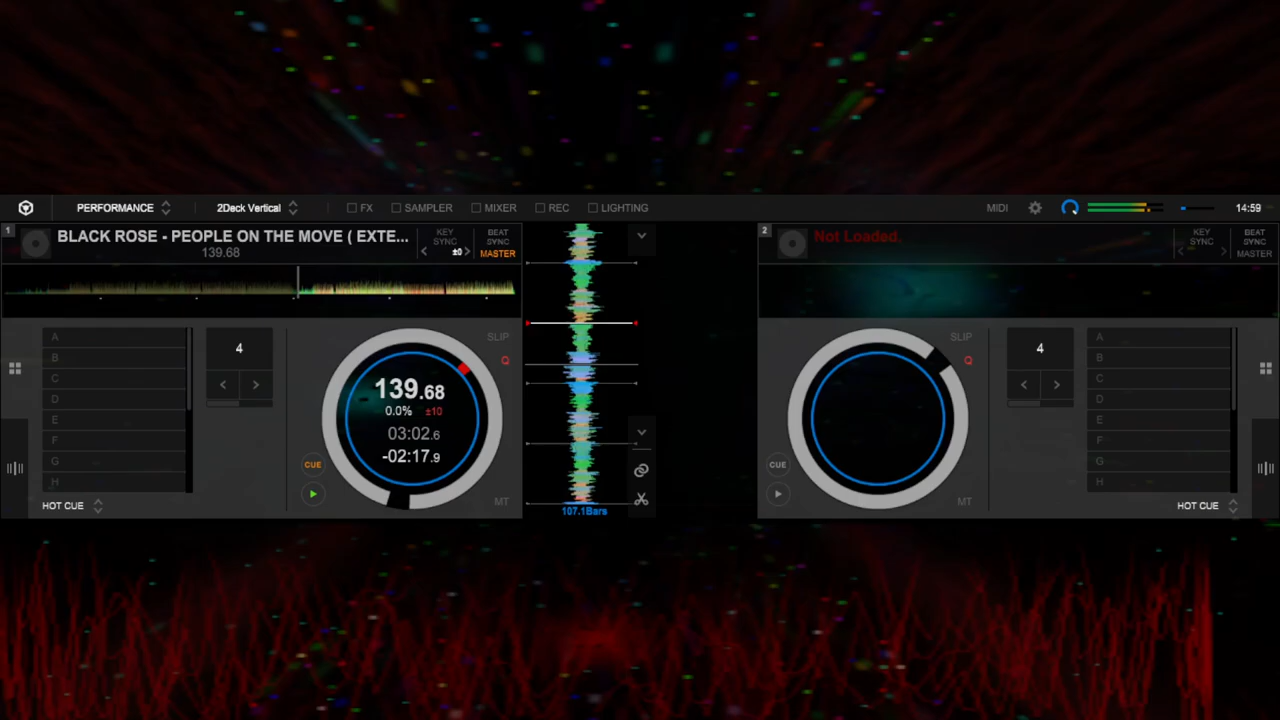 PERFORMANCE 2Deck Vertical FX SAMPLER MIXER REC LIGHTING MIDI 14:59
1 BLACK ROSE - PEOPLE ON THE MOVE ( EXTE...
139.68
KEY SYNC
±0
BEAT SYNC
MASTER
2 Not Loaded.
KEY SYNC
BEAT SYNC
MASTER
A
B
C
D
E
F
G
H
HOT CUE
4
SLIP
Q
139.68
0.0% ±10
03:02.6
-02:17.9
CUE
MT
107.1Bars
SLIP
Q
CUE
MT
4
A
B
C
D
E
F
G
H
HOT CUE